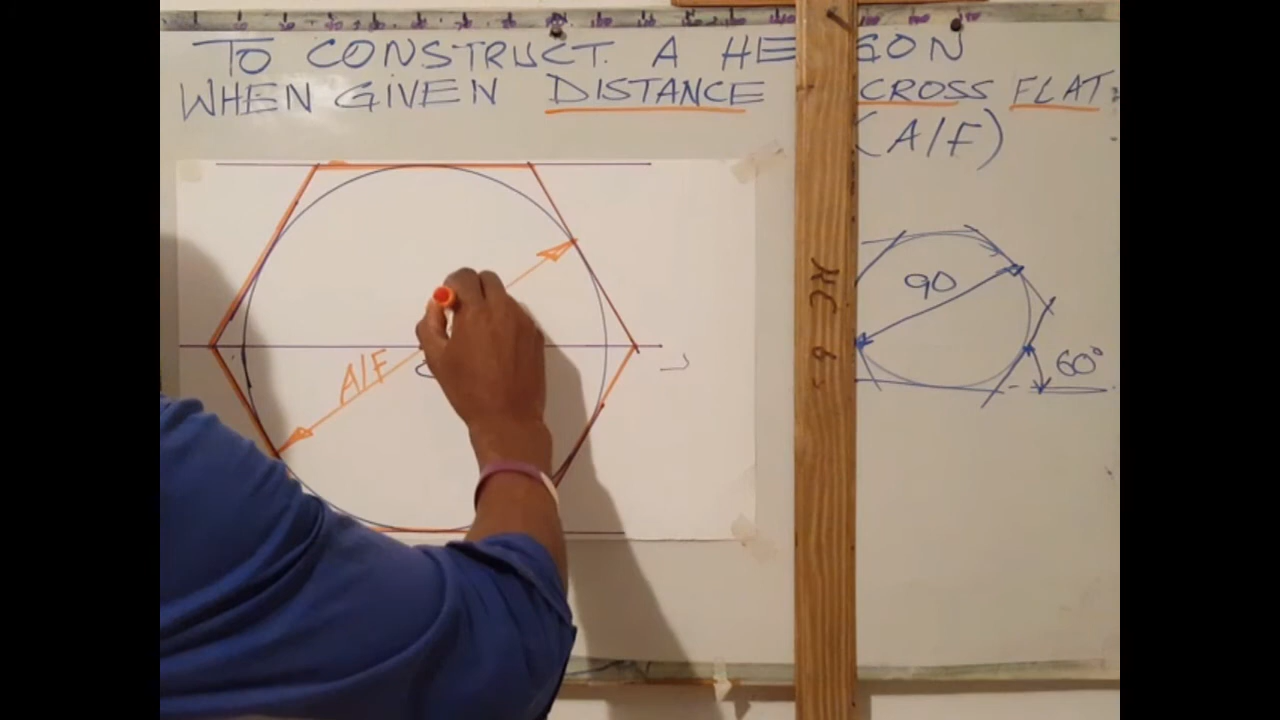 TO CONSTRUCT A HE GON
WHEN GIVEN DISTANCE CROSS FLAT
(A/F)
90
A/F
60°